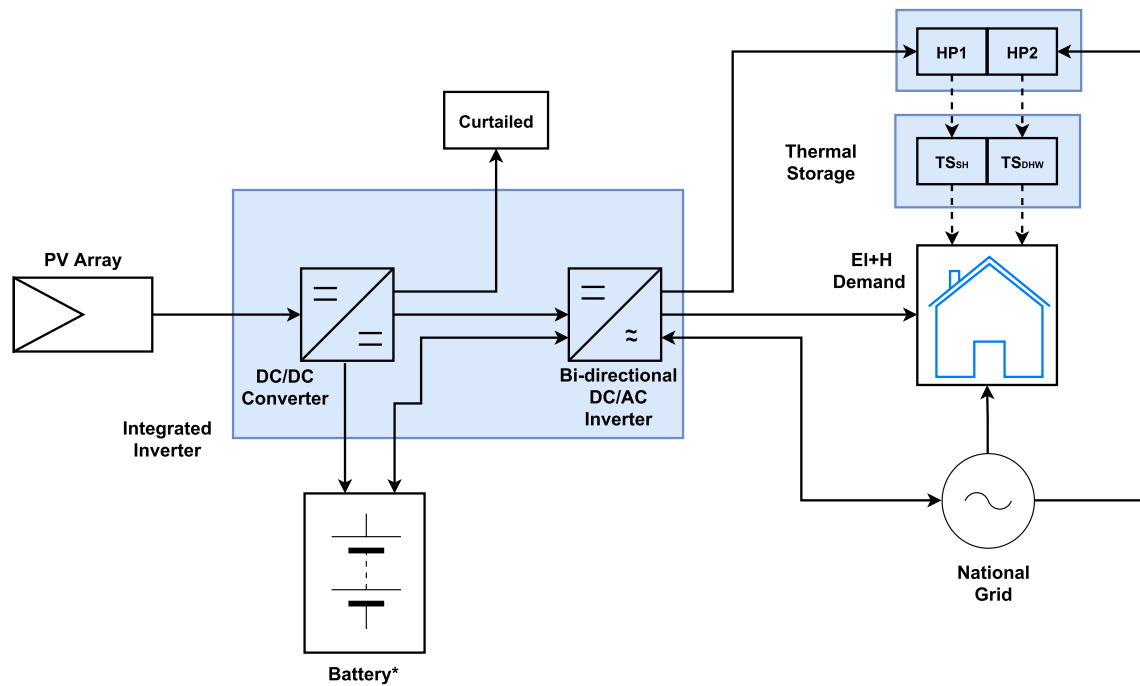 HP1 HP2
Curtailed
Thermal
Storage
TSSH TSDHW
PV Array
El+H
Demand
DC/DC
Converter
Bi-directional
DC/AC
Inverter
≈
Integrated
Inverter
National
Grid
Battery*